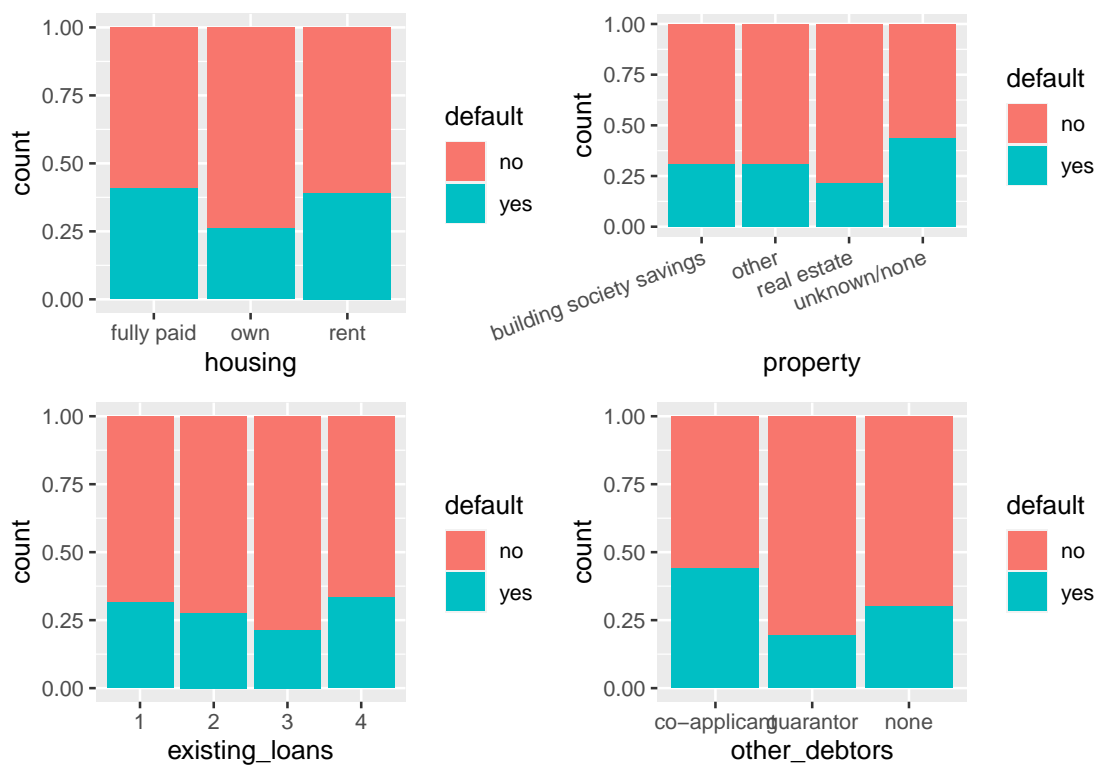 1.00
0.75
0.50
0.25
0.00
count
fully paid
own
rent
housing
default
no
yes
1.00
0.75
0.50
0.25
0.00
count
building society savings
other
real estate
unknown/none
property
default
no
yes
1.00
0.75
0.50
0.25
0.00
count
1
2
3
4
existing_loans
default
no
yes
1.00
0.75
0.50
0.25
0.00
count
co−applicant
guarantor
none
other_debtors
default
no
yes